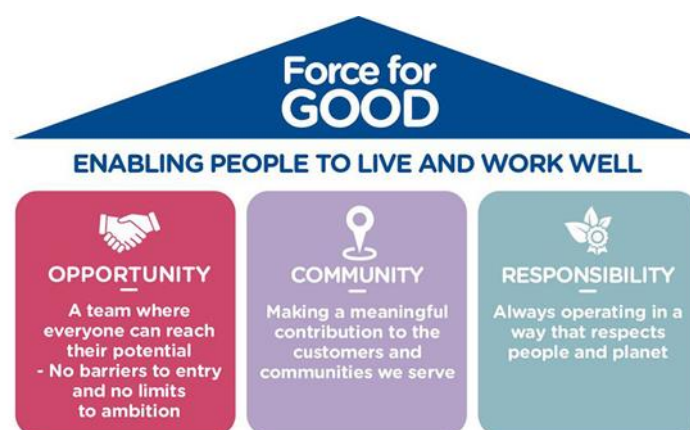 Force for
GOOD
ENABLING PEOPLE TO LIVE AND WORK WELL
OPPORTUNITY
A team where
everyone can reach
their potential
- No barriers to entry
and no limits
to ambition
COMMUNITY
Making a meaningful
contribution to the
customers and
communities we serve
RESPONSIBILITY
Always operating in a
way that respects
people and planet